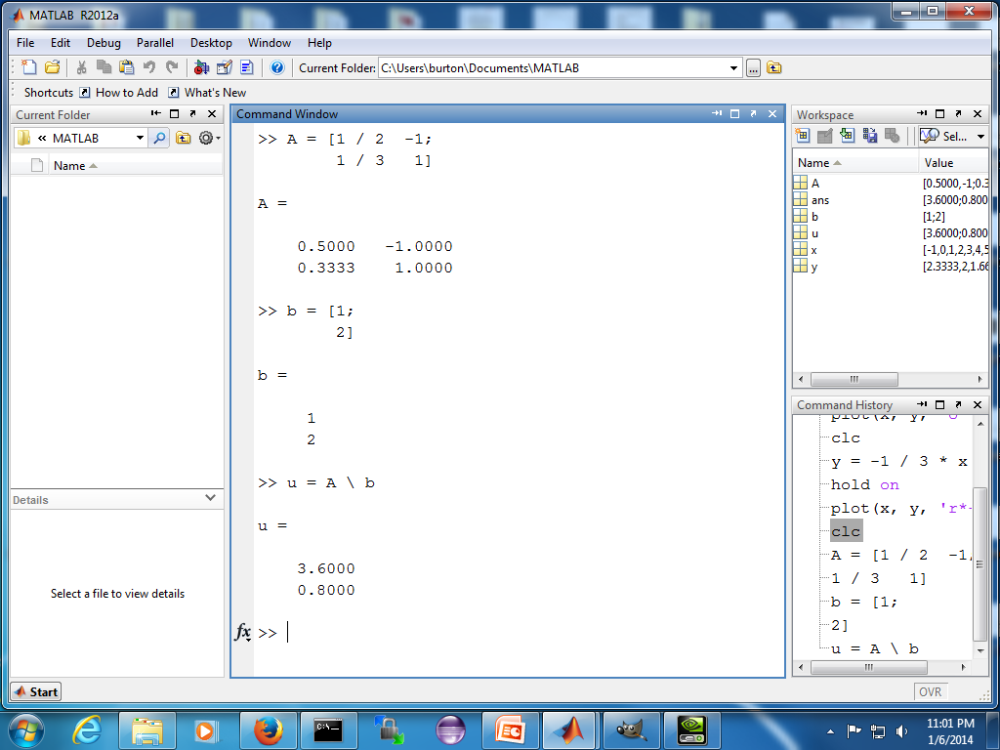 MATLAB R2012a
File Edit Debug Parallel Desktop Window Help
Current Folder: C:\Users\burton\Documents\MATLAB ...
Shortcuts How to Add What's New
Current Folder
« MATLAB
Name
Details
Select a file to view details
Command Window
>> A = [1 / 2  -1;
1 / 3   1]
A =
0.5000   -1.0000
0.3333    1.0000
>> b = [1;
2]
b =
1
2
>> u = A \ b
u =
3.6000
0.8000
fx >>
Workspace
Sel...
Name Value
A [0.5000,-1;0.3
ans [3.6000;0.800
b [1;2]
u [3.6000;0.800
x [-1,0,1,2,3,4,5
y [2.3333,2,1.66
Command History
plot(x, y, 'o
clc
y = -1 / 3 * x
hold on
plot(x, y, 'r*-
clc
A = [1 / 2  -1;
1 / 3   1]
b = [1;
2]
u = A \ b
Start
OVR
C:\_
11:01 PM
1/6/2014